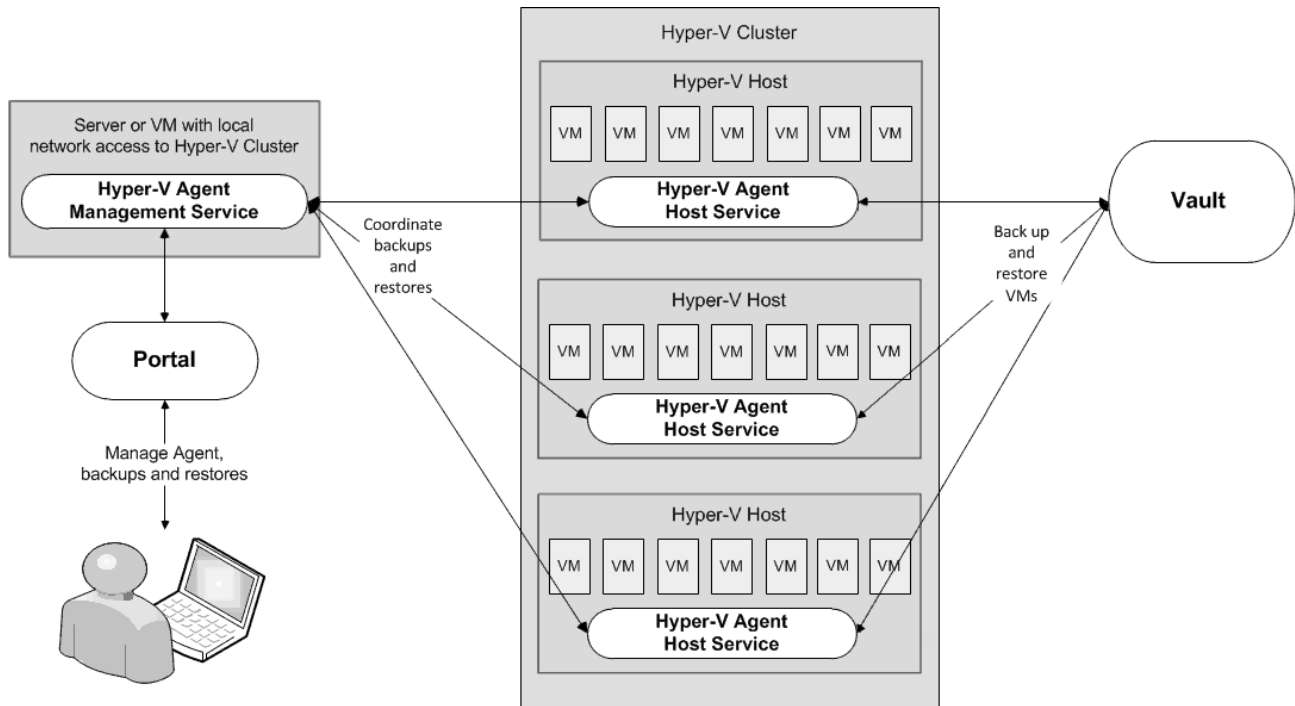 Hyper-V Cluster
Hyper-V Host
VM VM VM VM VM VM VM
Hyper-V Agent
Host Service
Server or VM with local
network access to Hyper-V Cluster
Hyper-V Agent
Management Service
Coordinate
backups
and
restores
Back up
and
restore
VMs
Vault
Hyper-V Host
VM VM VM VM VM VM VM
Hyper-V Agent
Host Service
Portal
Manage Agent,
backups and restores
Hyper-V Host
VM VM VM VM VM VM VM
Hyper-V Agent
Host Service